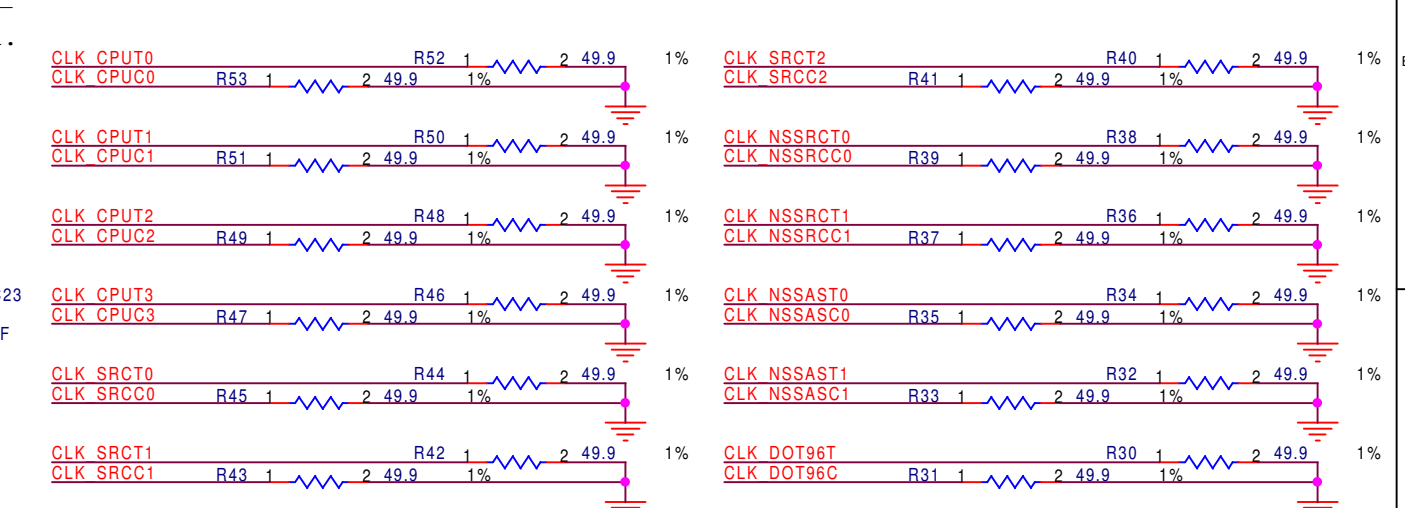 CLK_CPUT0 R52 1 2 49.9 1%
CLK_CPUC0 R53 1 2 49.9 1%
CLK_CPUT1 R50 1 2 49.9 1%
CLK_CPUC1 R51 1 2 49.9 1%
CLK_CPUT2 R48 1 2 49.9 1%
CLK_CPUC2 R49 1 2 49.9 1%
23
CLK_CPUT3 R46 1 2 49.9 1%
CLK_CPUC3 R47 1 2 49.9 1%
F
CLK_SRCT0 R44 1 2 49.9 1%
CLK_SRCC0 R45 1 2 49.9 1%
CLK_SRCT1 R42 1 2 49.9 1%
CLK_SRCC1 R43 1 2 49.9 1%
CLK_SRCT2 R40 1 2 49.9 1%
CLK_SRCC2 R41 1 2 49.9 1%
CLK_NSSRCT0 R38 1 2 49.9 1%
CLK_NSSRCC0 R39 1 2 49.9 1%
CLK_NSSRCT1 R36 1 2 49.9 1%
CLK_NSSRCC1 R37 1 2 49.9 1%
CLK_NSSAST0 R34 1 2 49.9 1%
CLK_NSSASC0 R35 1 2 49.9 1%
CLK_NSSAST1 R32 1 2 49.9 1%
CLK_NSSASC1 R33 1 2 49.9 1%
CLK_DOT96T R30 1 2 49.9 1%
CLK_DOT96C R31 1 2 49.9 1%